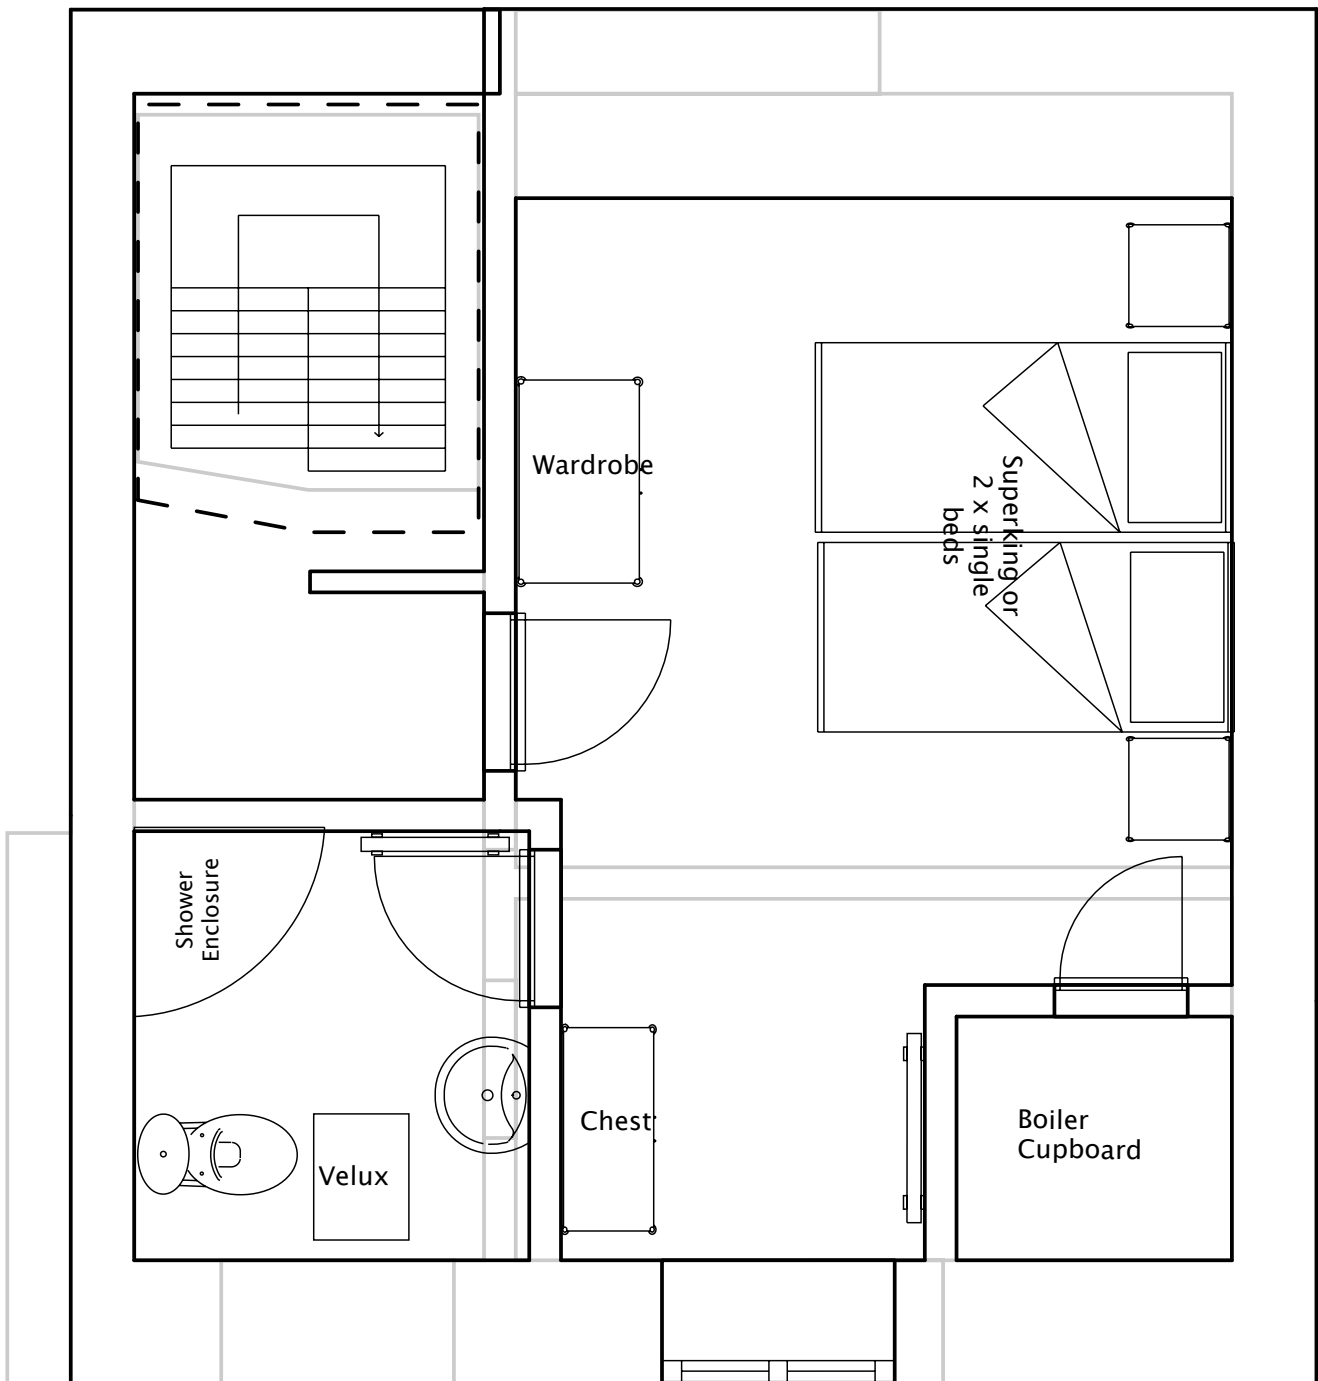 Wardrobe
Superking or
2 x single
beds
Shower
Enclosure
Chest
Velux
Boiler
Cupboard